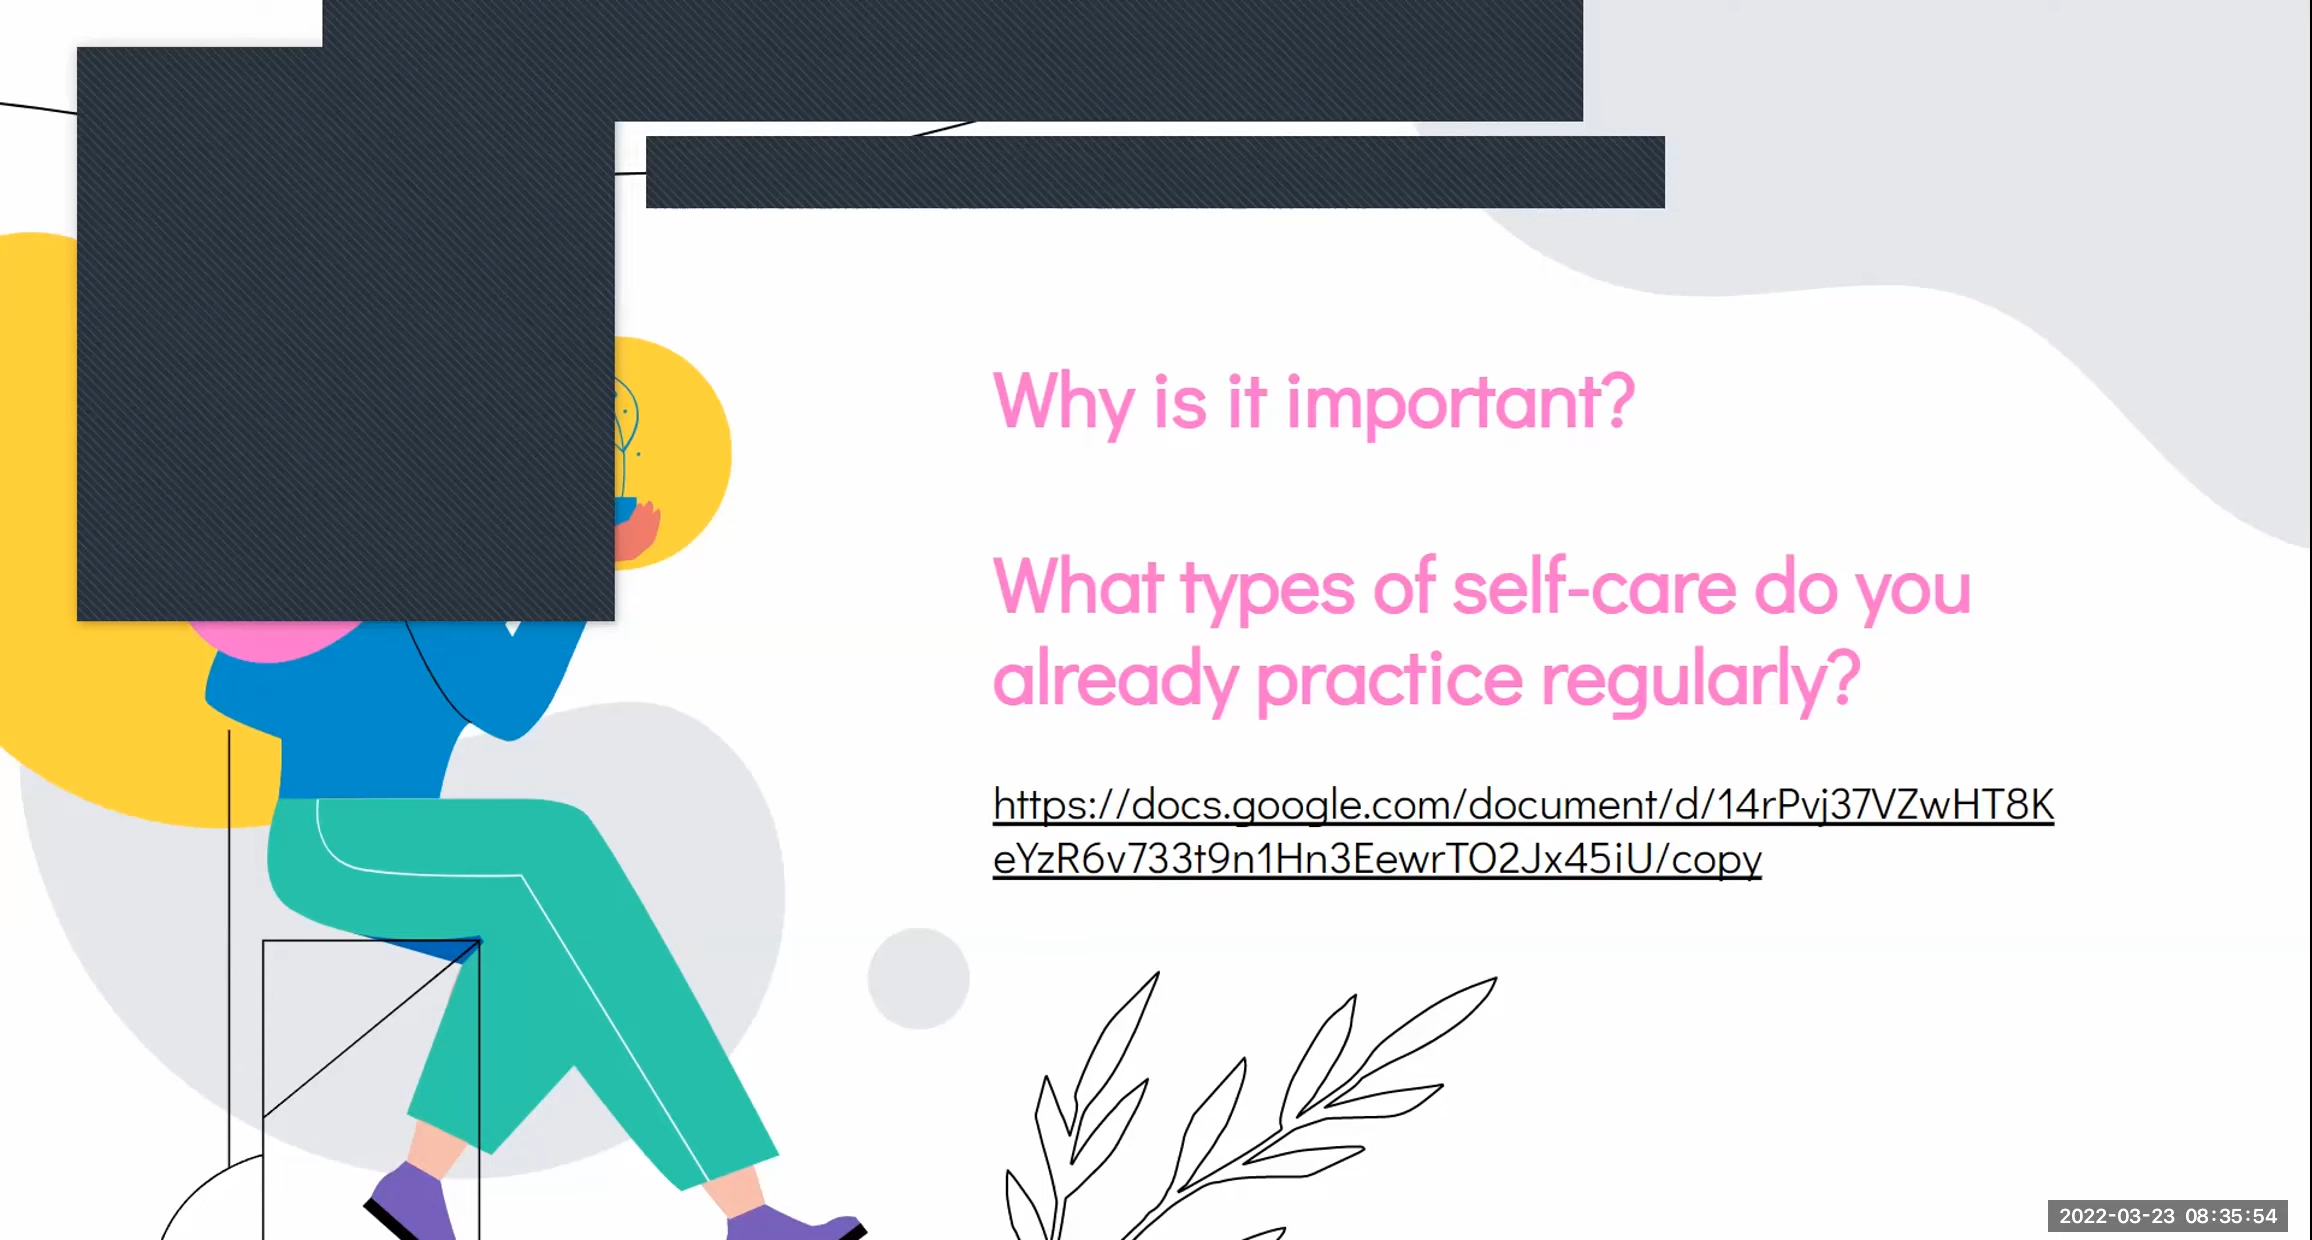 Why is it important?
What types of self-care do you
already practice regularly?
https://docs.google.com/document/d/14rPvj37VZwHT8K
eYzR6v733t9n1Hn3EewrTO2Jx45iU/copy
2022-03-23 08:35:54